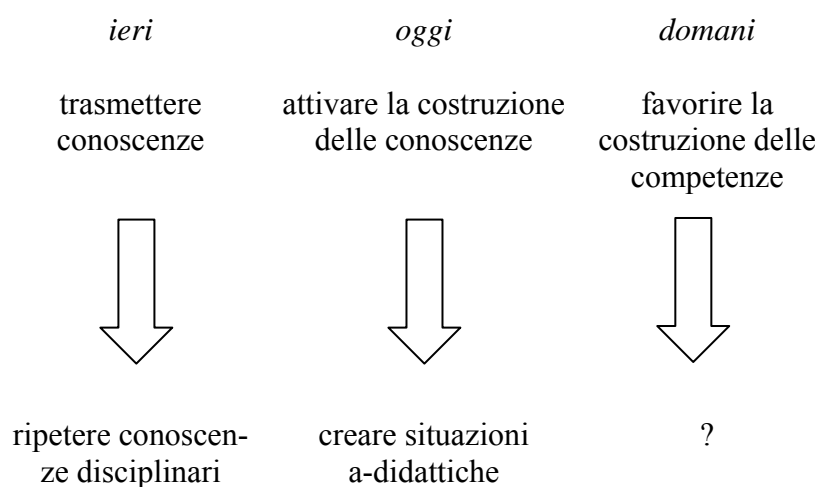 ieri oggi domani
trasmettere
conoscenze
attivare la costruzione
delle conoscenze
favorire la
costruzione delle
competenze
ripetere conoscen-
ze disciplinari
creare situazioni
a-didattiche
?